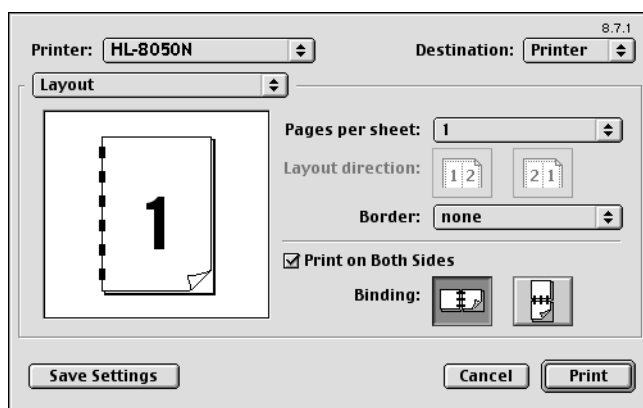 8.7.1
Printer: HL-8050N Destination: Printer
Layout
Pages per sheet: 1
Layout direction: 1 2 2 1
1
Border: none
Print on Both Sides
Binding:
Save Settings Cancel Print